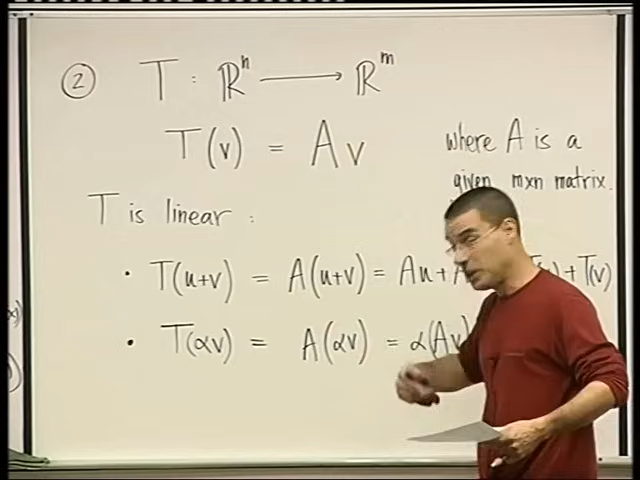 ② T : ℝⁿ ⟶ ℝᵐ
T(v) = Av
where A is a
given m×n matrix.
T is linear :
• T(u+v) = A(u+v) = Au + A +T(v)
• T(αv) = A(αv) = α(Av)